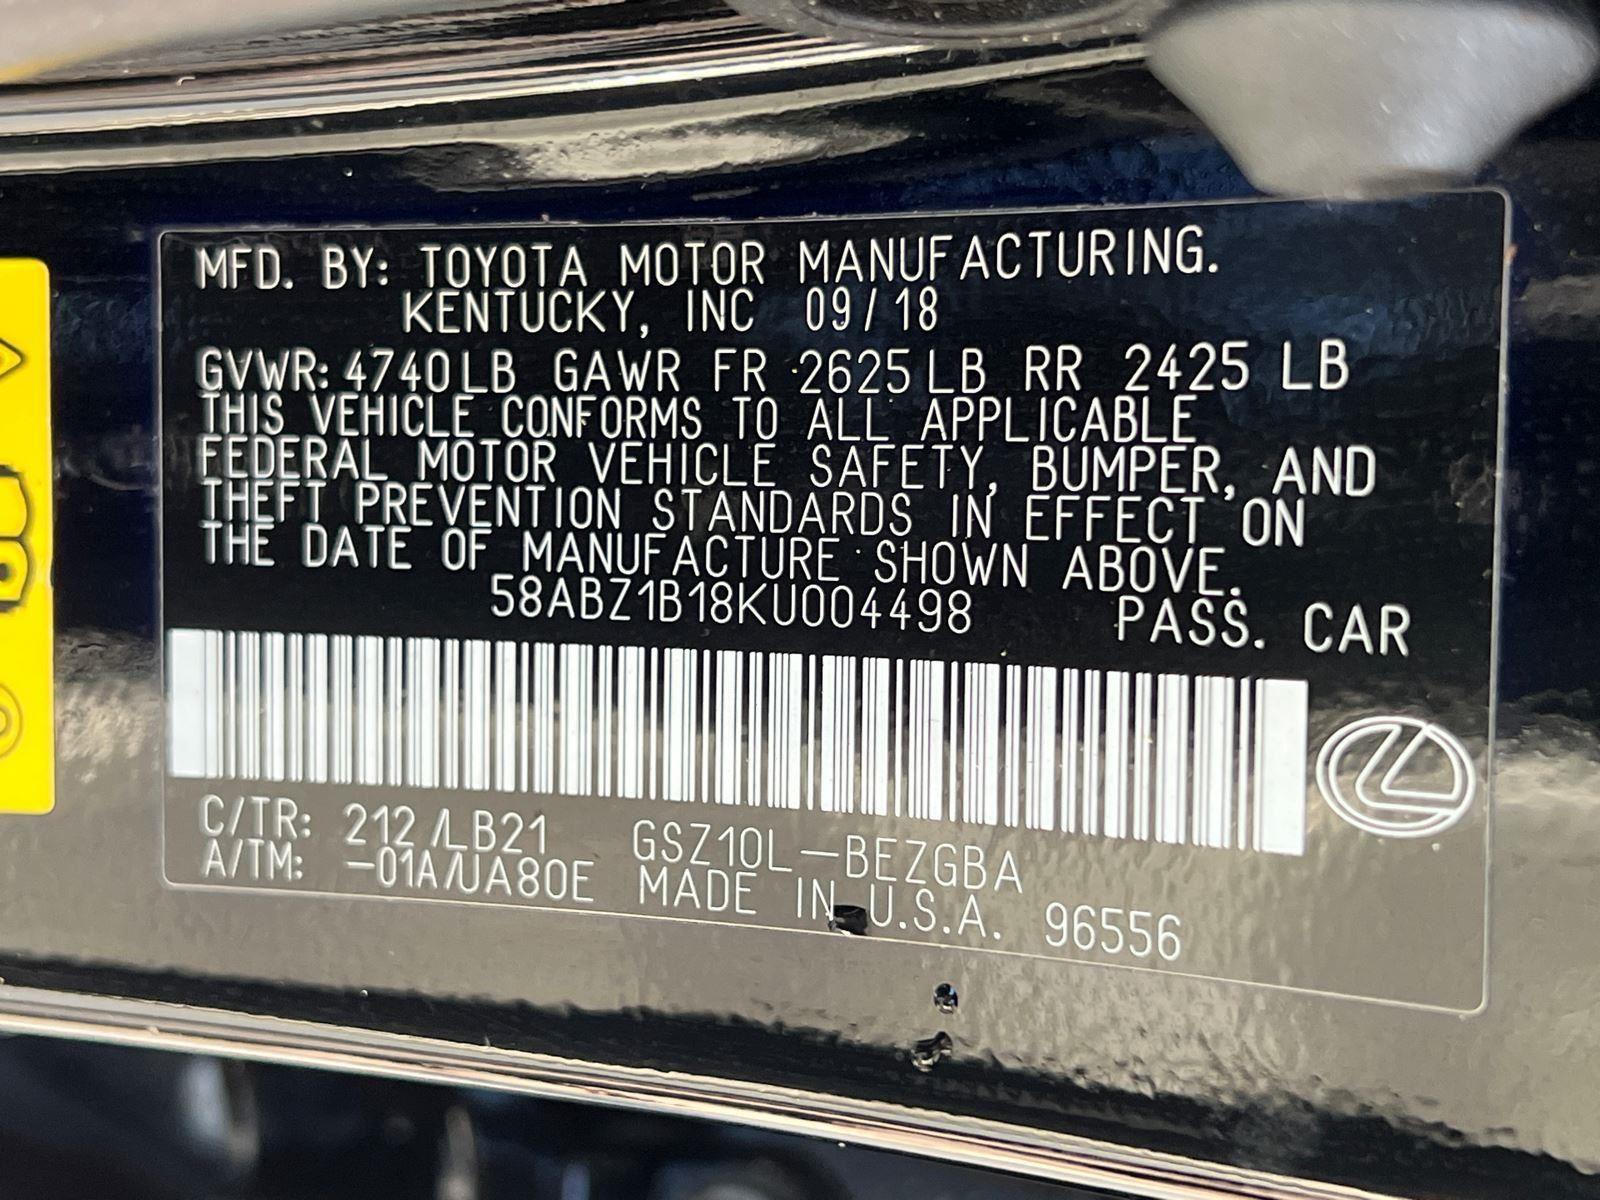 MFD. BY: TOYOTA MOTOR MANUFACTURING.
KENTUCKY, INC 09/18
GVWR: 4740LB GAWR FR 2625LB RR 2425 LB
THIS VEHICLE CONFORMS TO ALL APPLICABLE
FEDERAL MOTOR VEHICLE SAFETY, BUMPER, AND
THEFT PREVENTION STANDARDS IN EFFECT ON
THE DATE OF MANUFACTURE SHOWN ABOVE.
58ABZ1B18KU004498 PASS. CAR
C/TR: 212/LB21 GSZ10L-BEZGBA
A/TM: -01A/UA80E MADE IN U.S.A. 96556